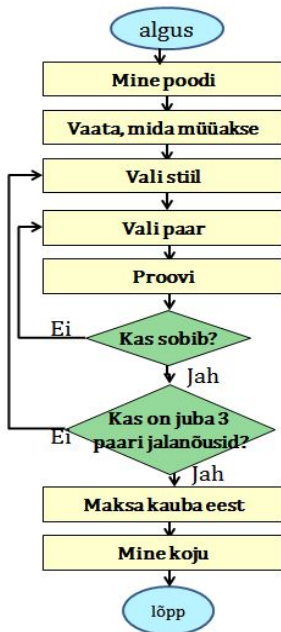 algus
Mine poodi
Vaata, mida müüakse
Vali stiil
Vali paar
Proovi
Ei
Kas sobib?
Jah
Ei
Kas on juba 3
paari jalanõusid?
Jah
Maksa kauba eest
Mine koju
lõpp